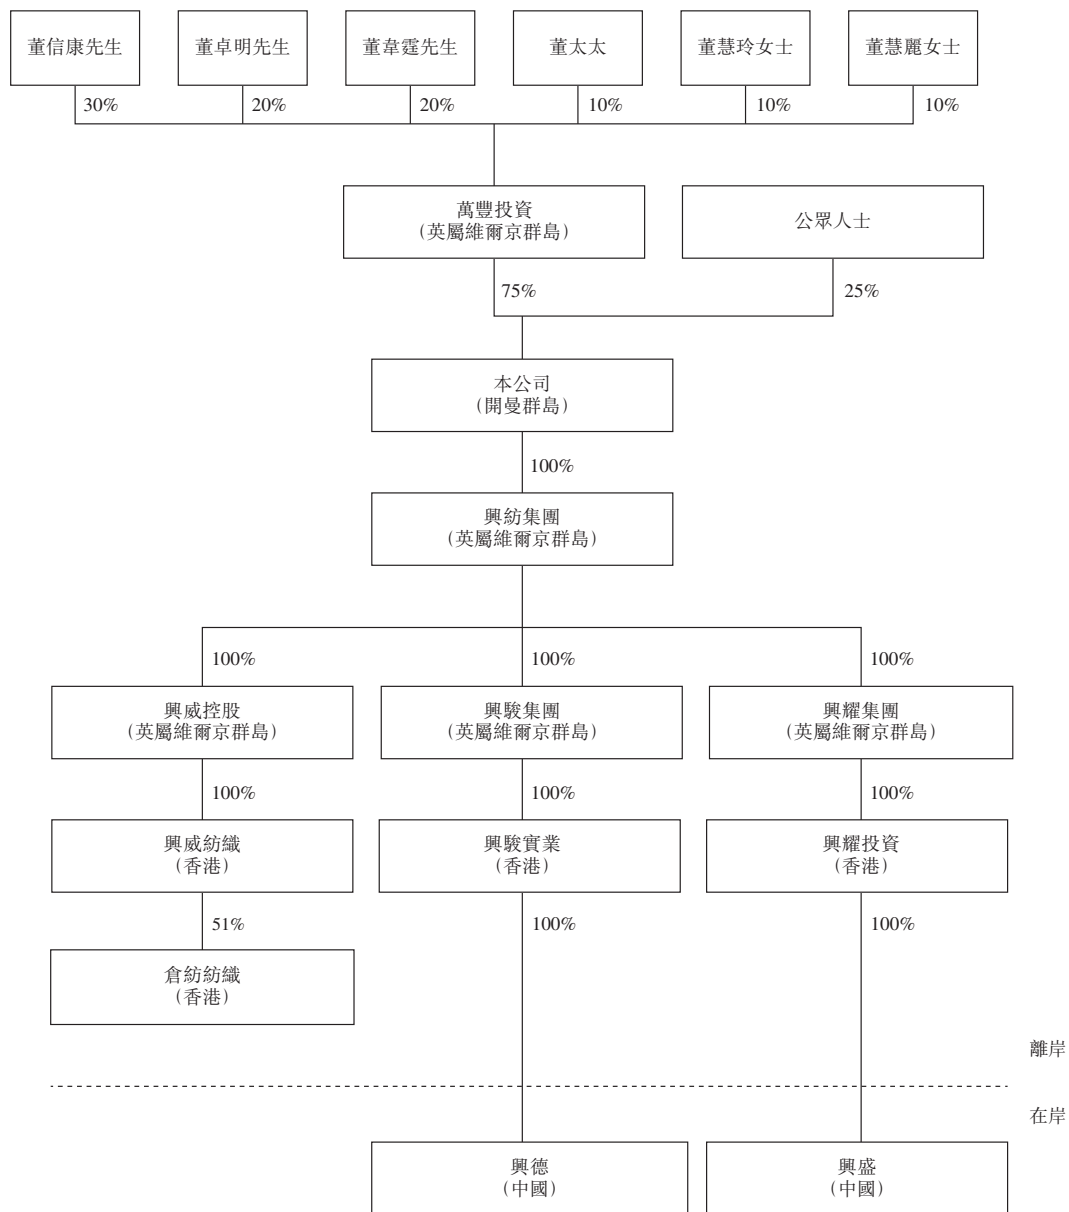 董信康先生
董卓明先生
董韋霆先生
董太太
董慧玲女士
董慧麗女士
30%
20%
20%
10%
10%
10%
萬豐投資
(英屬維爾京群島)
公眾人士
75%
25%
本公司
(開曼群島)
100%
興紡集團
(英屬維爾京群島)
100%
100%
100%
興威控股
(英屬維爾京群島)
興駿集團
(英屬維爾京群島)
興耀集團
(英屬維爾京群島)
100%
100%
100%
興威紡織
(香港)
興駿實業
(香港)
興耀投資
(香港)
51%
100%
100%
倉紡紡織
(香港)
離岸
在岸
興德
(中國)
興盛
(中國)